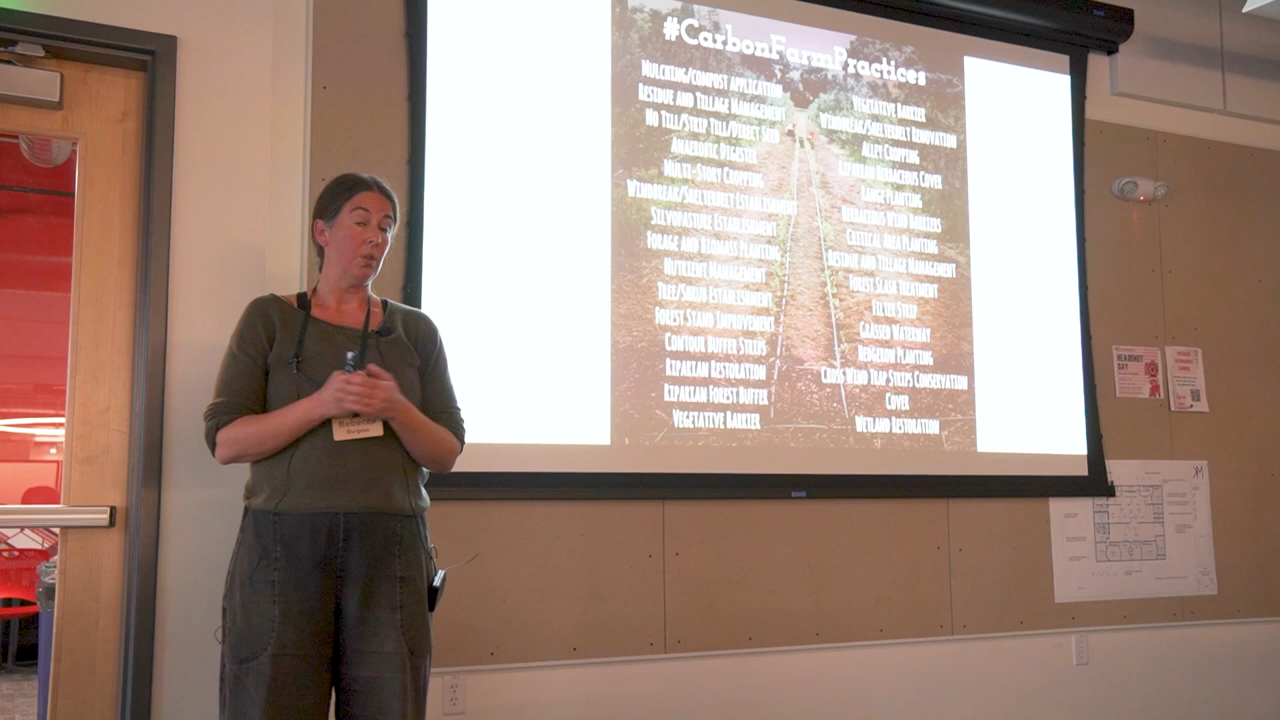 #CarbonFarmPractices
Mulching/compost application
Residue and Tillage Management
No Till/Strip Till/Direct Seed
Anaerobic Digester
Multi-Story Cropping
Windbreak/Shelterbelt Establishment
Silvopasture Establishment
Forage and Biomass Planting
Nutrient Management
Tree/Shrub Establishment
Forest Stand Improvement
Contour Buffer Strips
Riparian Restoration
Riparian Forest Buffer
Vegetative Barrier
Vegetative Barrier
Windbreak/Shelterbelt Renovation
Alley Cropping
Riparian Herbaceous Cover
Range Planting
Herbaceous Wind Barriers
Critical Area Planting
Residue and Tillage Management
Forest Slash Treatment
Filter Strip
Grassed Waterway
Hedgerow Planting
Cross Wind Trap Strips Conservation
Cover
Wetland Restoration
Rebecca
Burgess
HEADSHOT
DAY